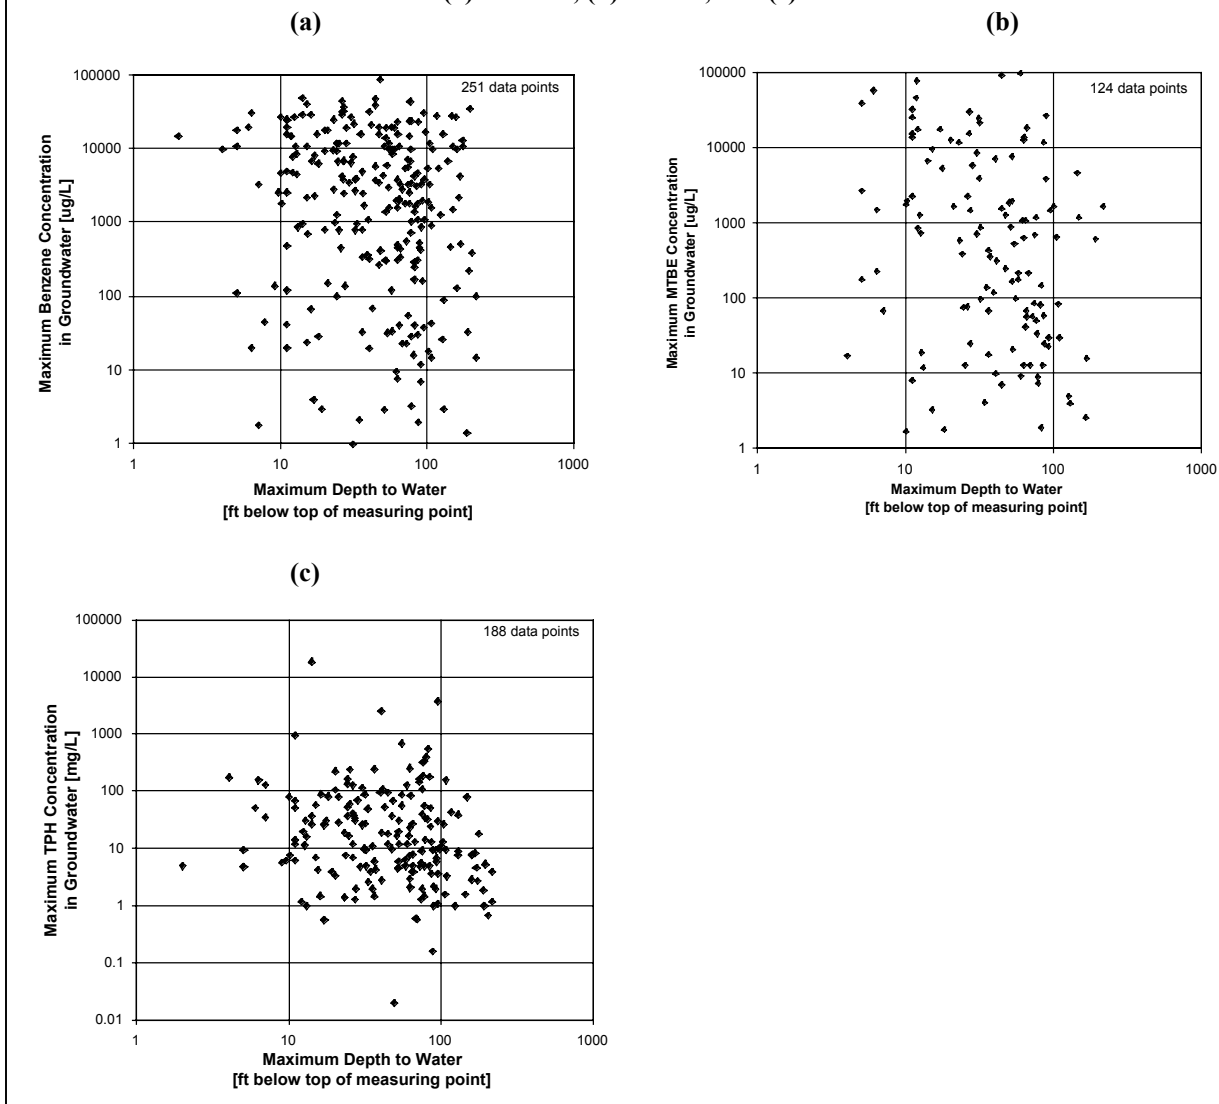 (a)
(b)
100000
10000
1000
100
10
1
251 data points
Maximum Benzene Concentration
in Groundwater [ug/L]
1
10
100
1000
Maximum Depth to Water
[ft below top of measuring point]
100000
10000
1000
100
10
1
124 data points
Maximum MTBE Concentration
in Groundwater [ug/L]
1
10
100
1000
Maximum Depth to Water
[ft below top of measuring point]
(c)
100000
10000
1000
100
10
1
0.1
0.01
188 data points
Maximum TPH Concentration
in Groundwater [mg/L]
1
10
100
1000
Maximum Depth to Water
[ft below top of measuring point]